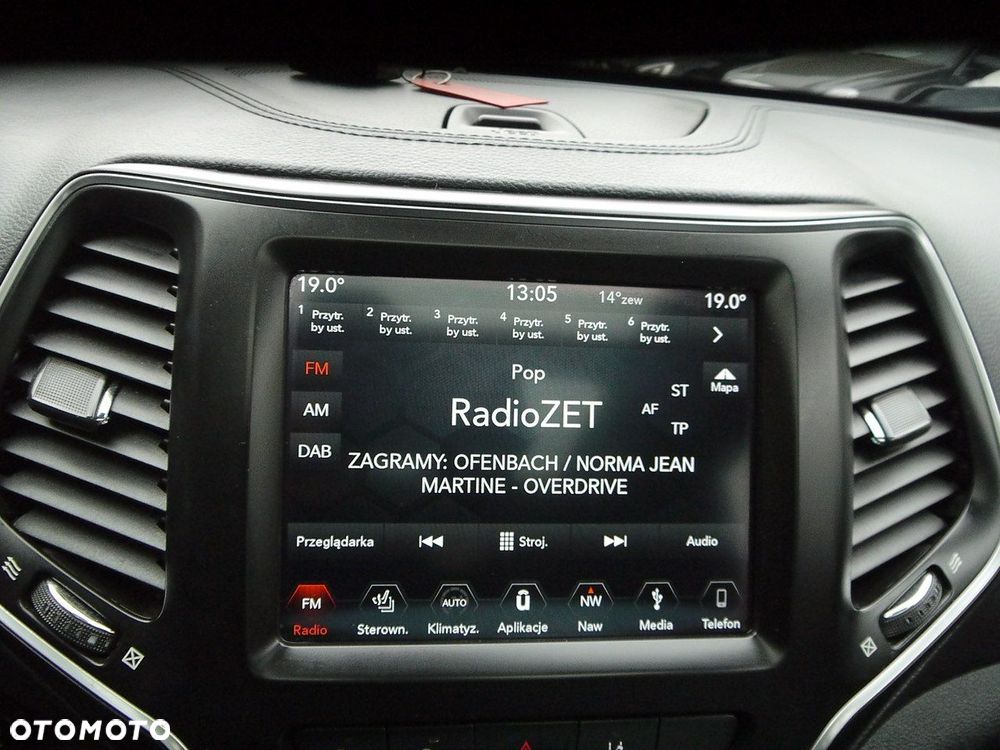 19.0° 13:05 14°zew 19.0°
1 Przytr. by ust. 2 Przytr. by ust. 3 Przytr. by ust. 4 Przytr. by ust. 5 Przytr. by ust. 6 Przytr. by ust.
FM Pop Mapa
AM RadioZET AF ST TP
DAB
ZAGRAMY: OFENBACH / NORMA JEAN
MARTINE - OVERDRIVE
Przeglądarka Stroj. Audio
FM AUTO NW
Radio Sterown. Klimatyz. Aplikacje Naw Media Telefon
OTOMOTO